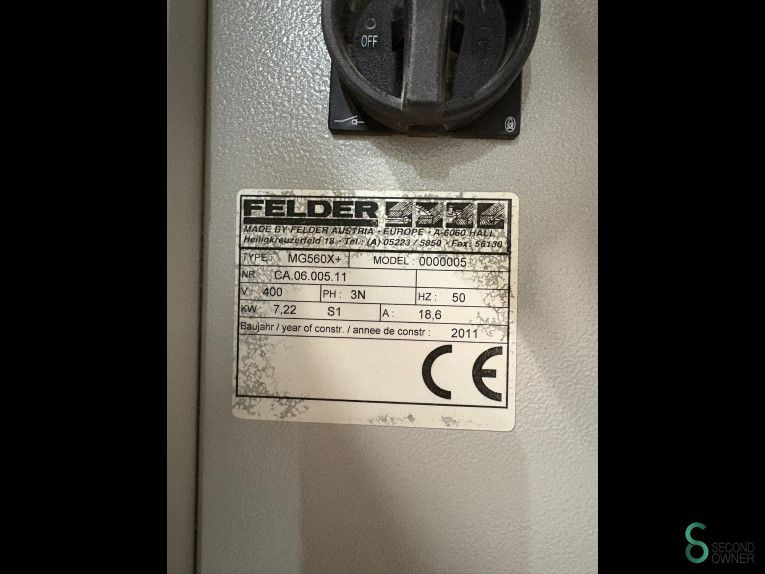 OFF
FELDER
MADE BY FELDER AUSTRIA · EUROPE · A-6060 HALL
Heiligkreuzerfeld 18 · Tel.: (A) 05223 / 5850 · Fax: 56130
TYPE MG560X+ MODEL 0000005
NR. CA.06.005.11
V : 400 PH : 3N HZ : 50
KW : 7,22 S1 A : 18,6
Baujahr / year of constr. / annee de constr : 2011
CE
SECOND
OWNER